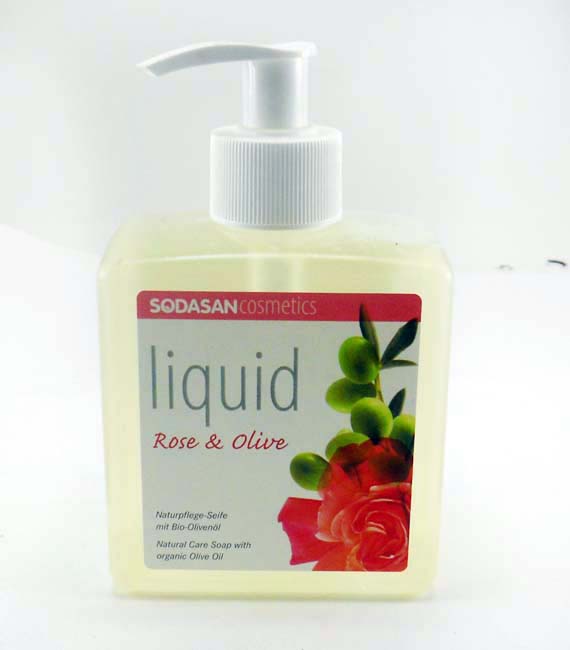 SODASANcosmetics
liquid
Rose & Olive
Naturpflege-Seife
mit Bio-Olivenöl
Natural Care Soap with
organic Olive Oil